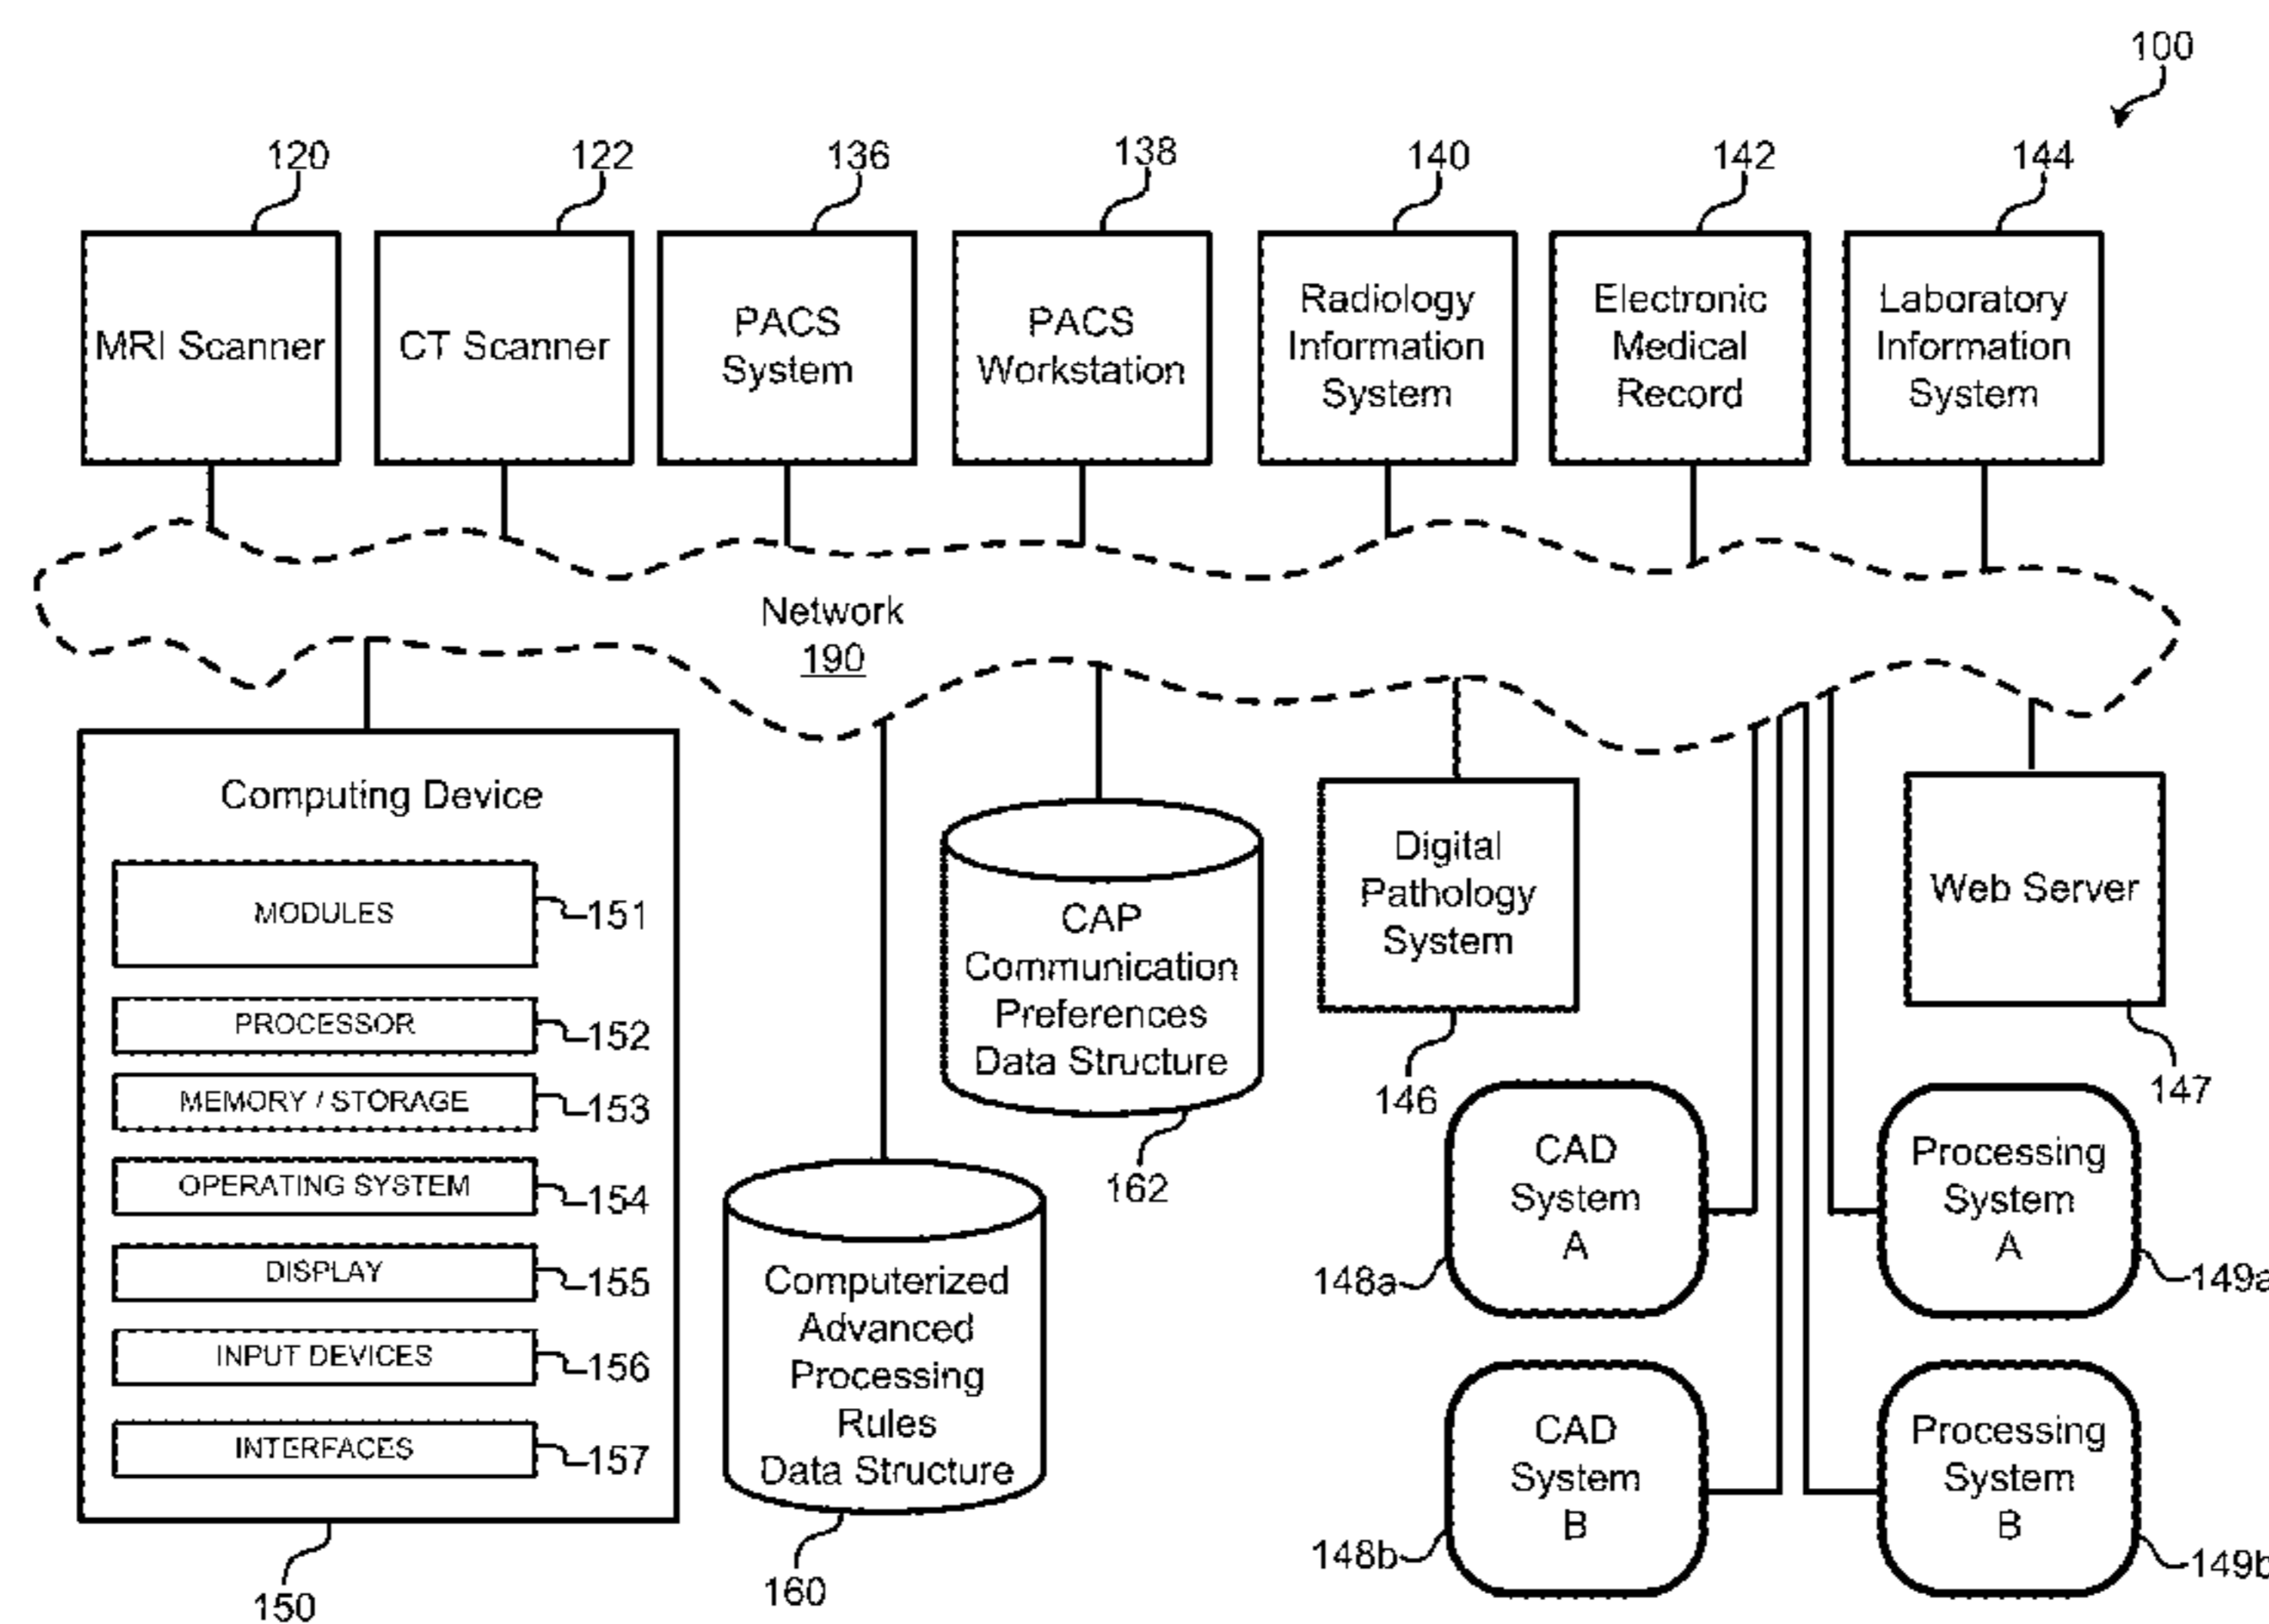 100
120
122
136
138
140
142
144
MRI Scanner
CT Scanner
PACS
System
PACS
Workstation
Radiology
Information
System
Electronic
Medical
Record
Laboratory
Information
System
Network
190
Computing Device
MODULES
151
PROCESSOR
152
MEMORY / STORAGE
153
OPERATING SYSTEM
154
DISPLAY
155
INPUT DEVICES
156
INTERFACES
157
150
Computerized
Advanced
Processing
Rules
Data Structure
160
CAP
Communication
Preferences
Data Structure
162
Digital
Pathology
System
146
Web Server
147
CAD
System
A
148a
Processing
System
A
149a
CAD
System
B
148b
Processing
System
B
149b